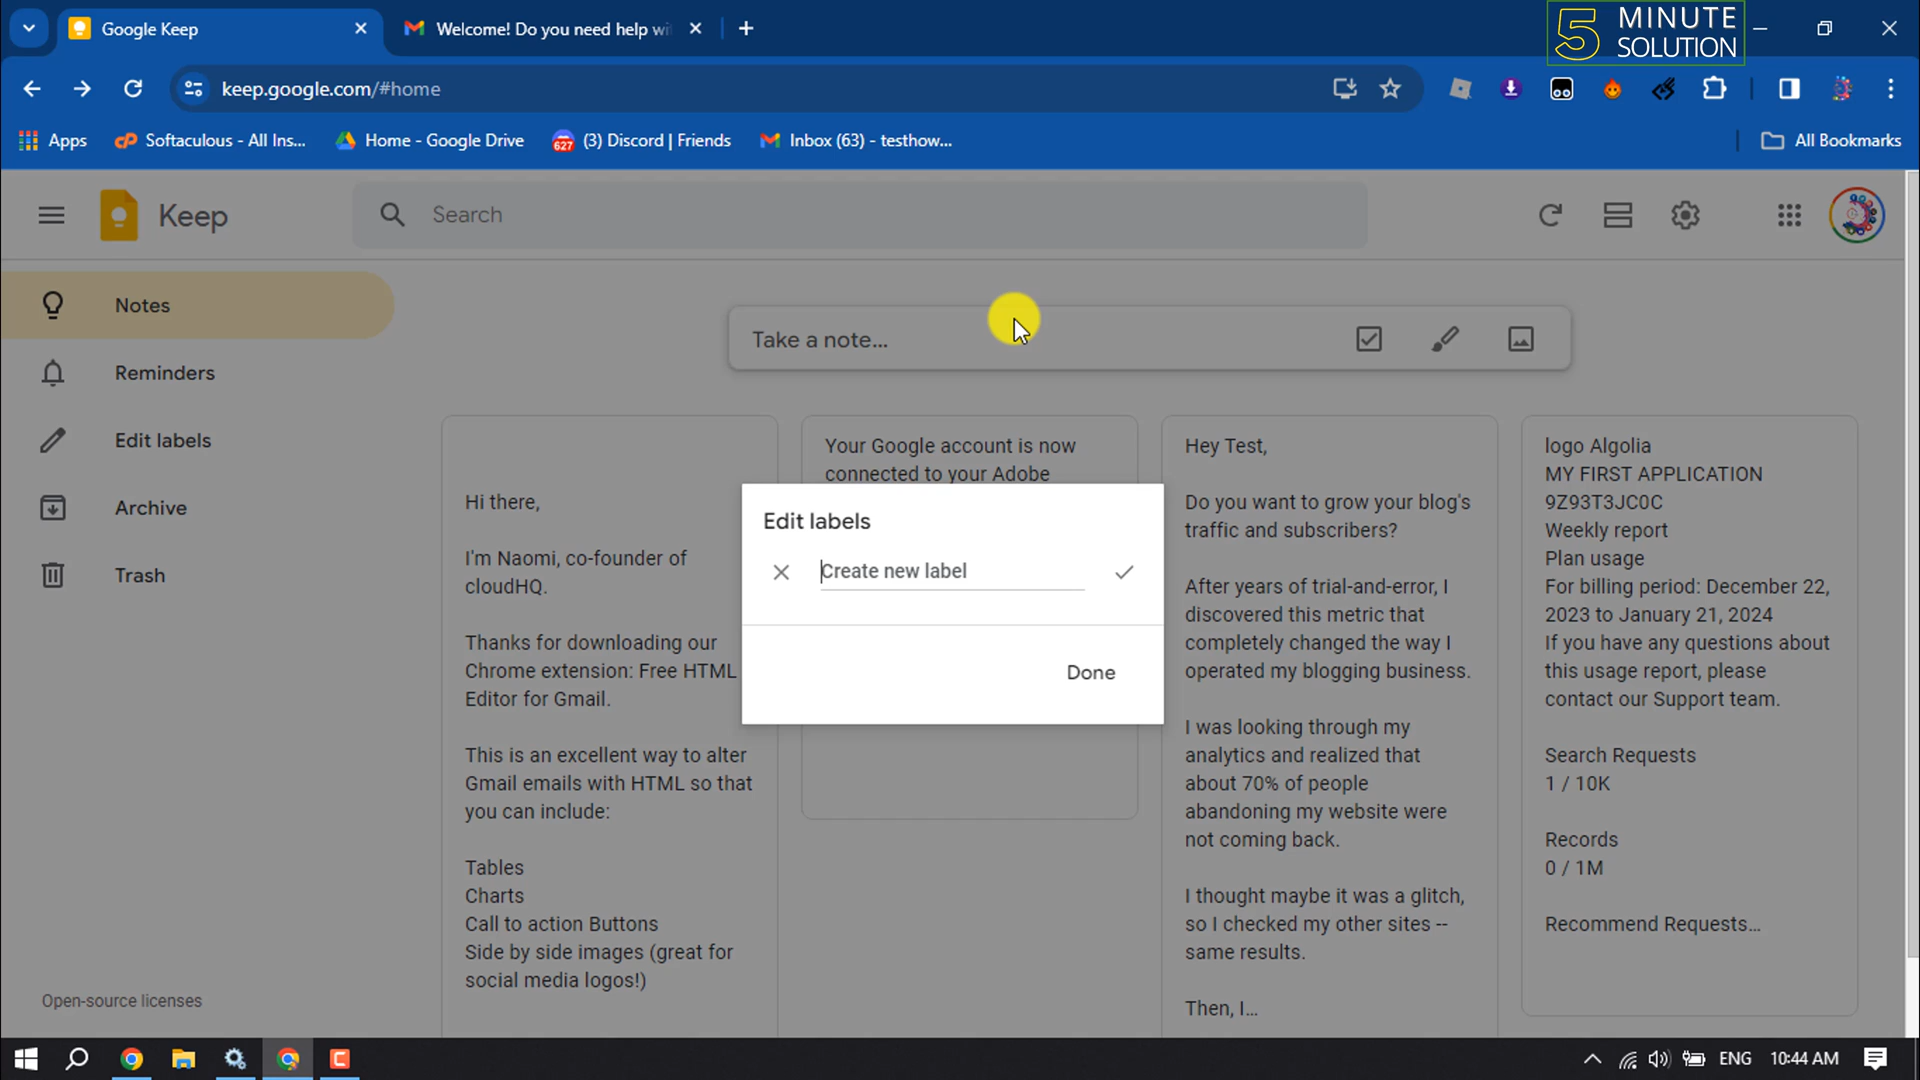 Google Keep
Welcome! Do you need help wi
5 MINUTE
SOLUTION
keep.google.com/#home
Apps
Softaculous - All Ins...
Home - Google Drive
627
(3) Discord | Friends
Inbox (63) - testhow...
All Bookmarks
Keep
Search
Notes
Reminders
Edit labels
Archive
Trash
Open-source licenses
Take a note...
Hi there,
I'm Naomi, co-founder of
cloudHQ.
Thanks for downloading our
Chrome extension: Free HTML
Editor for Gmail.
This is an excellent way to alter
Gmail emails with HTML so that
you can include:
Tables
Charts
Call to action Buttons
Side by side images (great for
social media logos!)
Your Google account is now
connected to your Adobe
Edit labels
Create new label
Done
Hey Test,
Do you want to grow your blog's
traffic and subscribers?
After years of trial-and-error, I
discovered this metric that
completely changed the way I
operated my blogging business.
I was looking through my
analytics and realized that
about 70% of people
abandoning my website were
not coming back.
I thought maybe it was a glitch,
so I checked my other sites --
same results.
Then, I...
logo Algolia
MY FIRST APPLICATION
9Z93T3JC0C
Weekly report
Plan usage
For billing period: December 22,
2023 to January 21, 2024
If you have any questions about
this usage report, please
contact our Support team.
Search Requests
1 / 10K
Records
0 / 1M
Recommend Requests...
C
ENG
10:44 AM